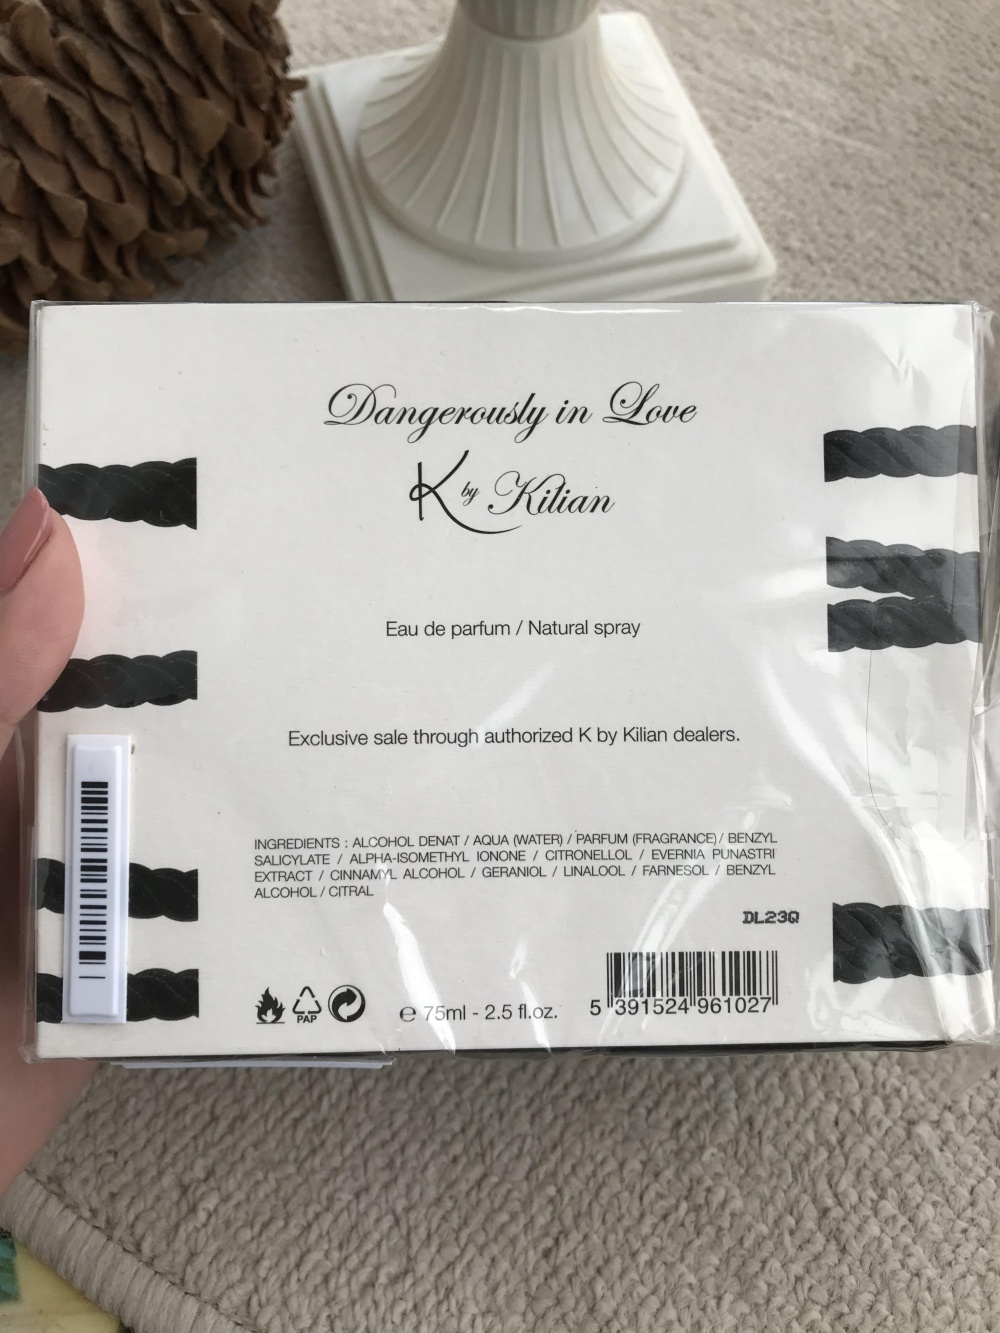 Dangerously in Love
K by Kilian
Eau de parfum / Natural spray
Exclusive sale through authorized K by Kilian dealers.
INGREDIENTS : ALCOHOL DENAT / AQUA (WATER) / PARFUM (FRAGRANCE) / BENZYL
SALICYLATE / ALPHA-ISOMETHYL IONONE / CITRONELLOL / EVERNIA PUNASTRI
EXTRACT / CINNAMYL ALCOHOL / GERANIOL / LINALOOL / FARNESOL / BENZYL
ALCOHOL / CITRAL
DL23Q
PAP
e 75ml - 2.5 fl.oz.
5 391524 961027